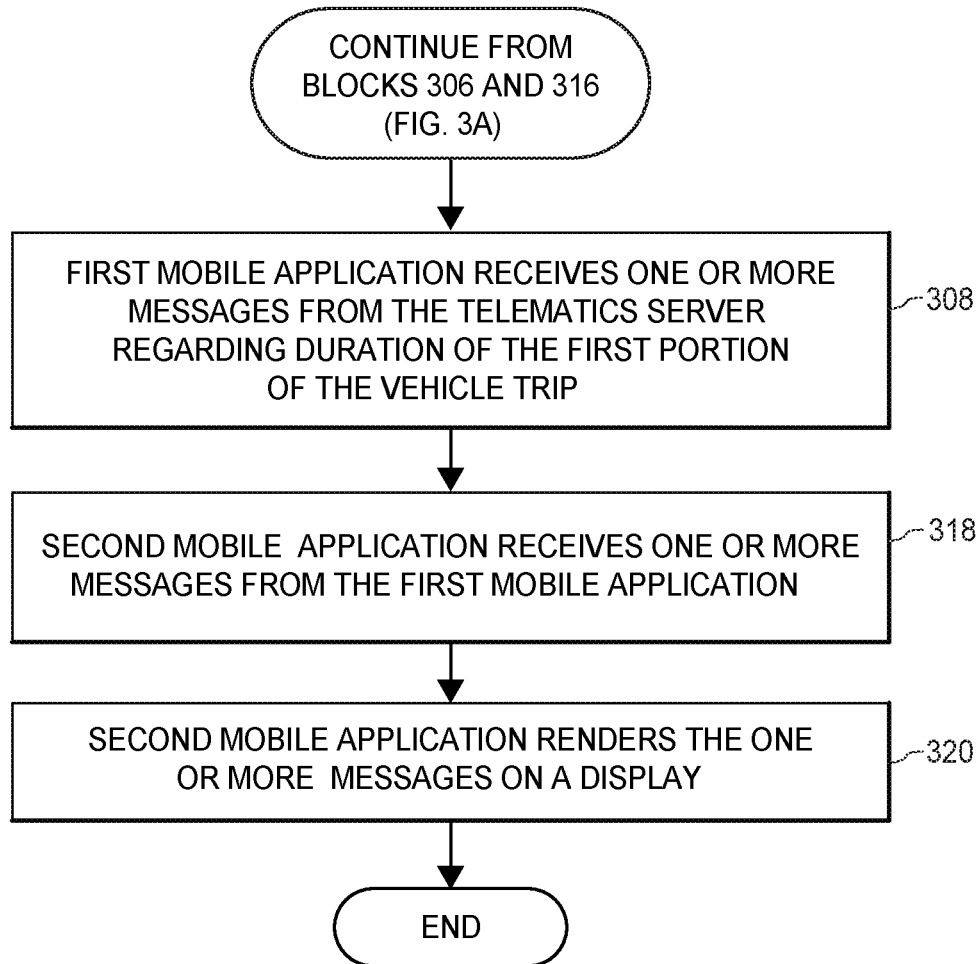 CONTINUE FROM
BLOCKS 306 AND 316
(FIG. 3A)
FIRST MOBILE APPLICATION RECEIVES ONE OR MORE
MESSAGES FROM THE TELEMATICS SERVER
REGARDING DURATION OF THE FIRST PORTION
OF THE VEHICLE TRIP
308
SECOND MOBILE APPLICATION RECEIVES ONE OR MORE
MESSAGES FROM THE FIRST MOBILE APPLICATION
318
SECOND MOBILE APPLICATION RENDERS THE ONE
OR MORE MESSAGES ON A DISPLAY
320
END